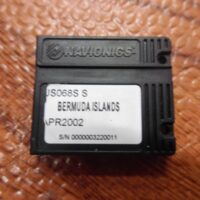 NAVIONICS®
US068S S
BERMUDA ISLANDS
APR2002
S/N 0000003220011